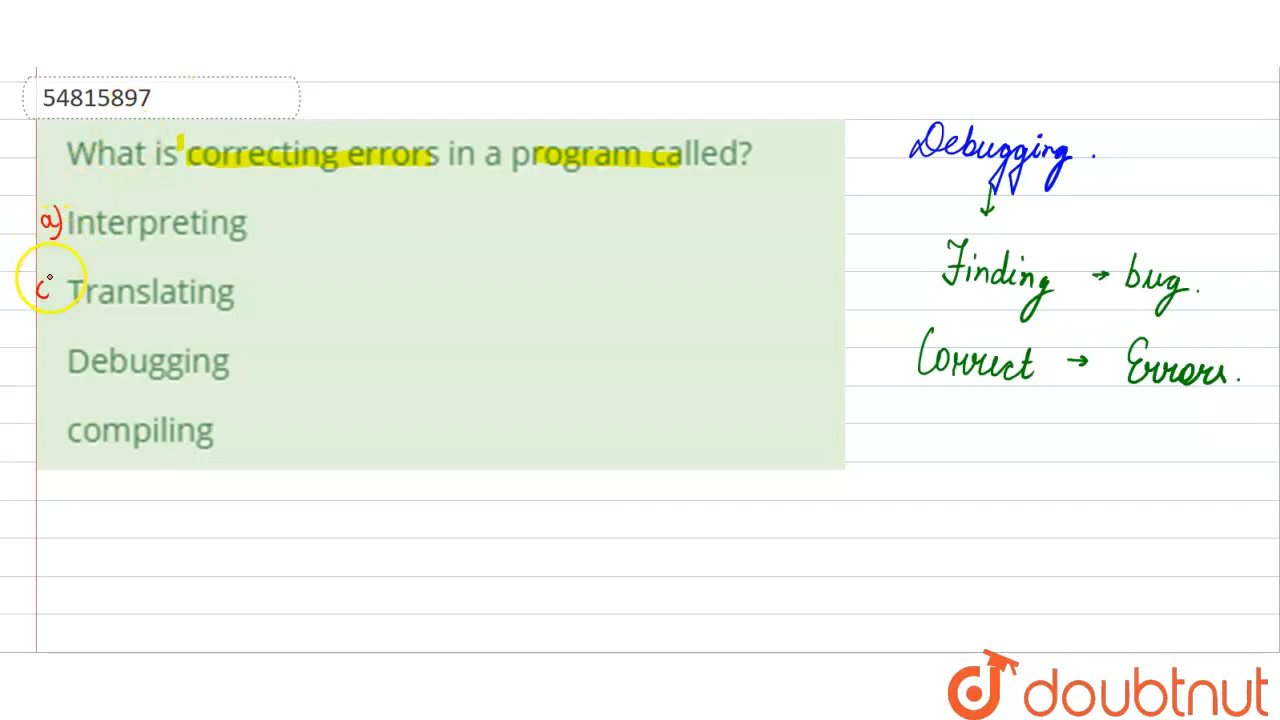 54815897
What is correcting errors in a program called?
a) Interpreting
Translating
Debugging
compiling
Debugging.
Finding → bug.
Correct → Errors.
doubtnut